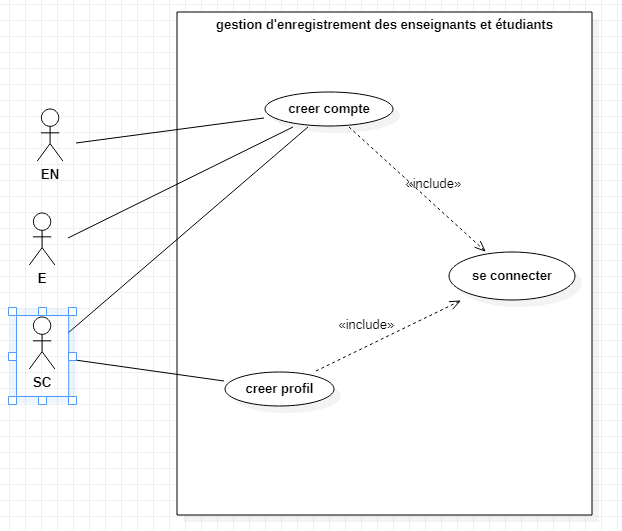 gestion d'enregistrement des enseignants et étudiants
creer compte
EN
«include»
E
se connecter
«include»
SC
creer profil